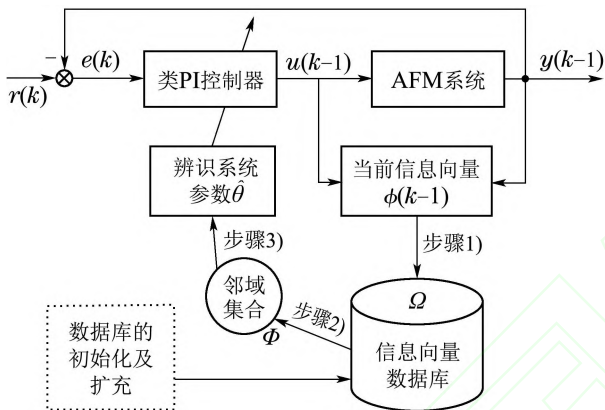 −
r(k)
e(k)
类PI控制器
u(k−1)
AFM系统
y(k−1)
辨识系统
参数θ̂
当前信息向量
ϕ(k−1)
步骤3)
步骤1)
邻域
集合
Φ
步骤2)
Ω
信息向量
数据库
数据库的
初始化及
扩充